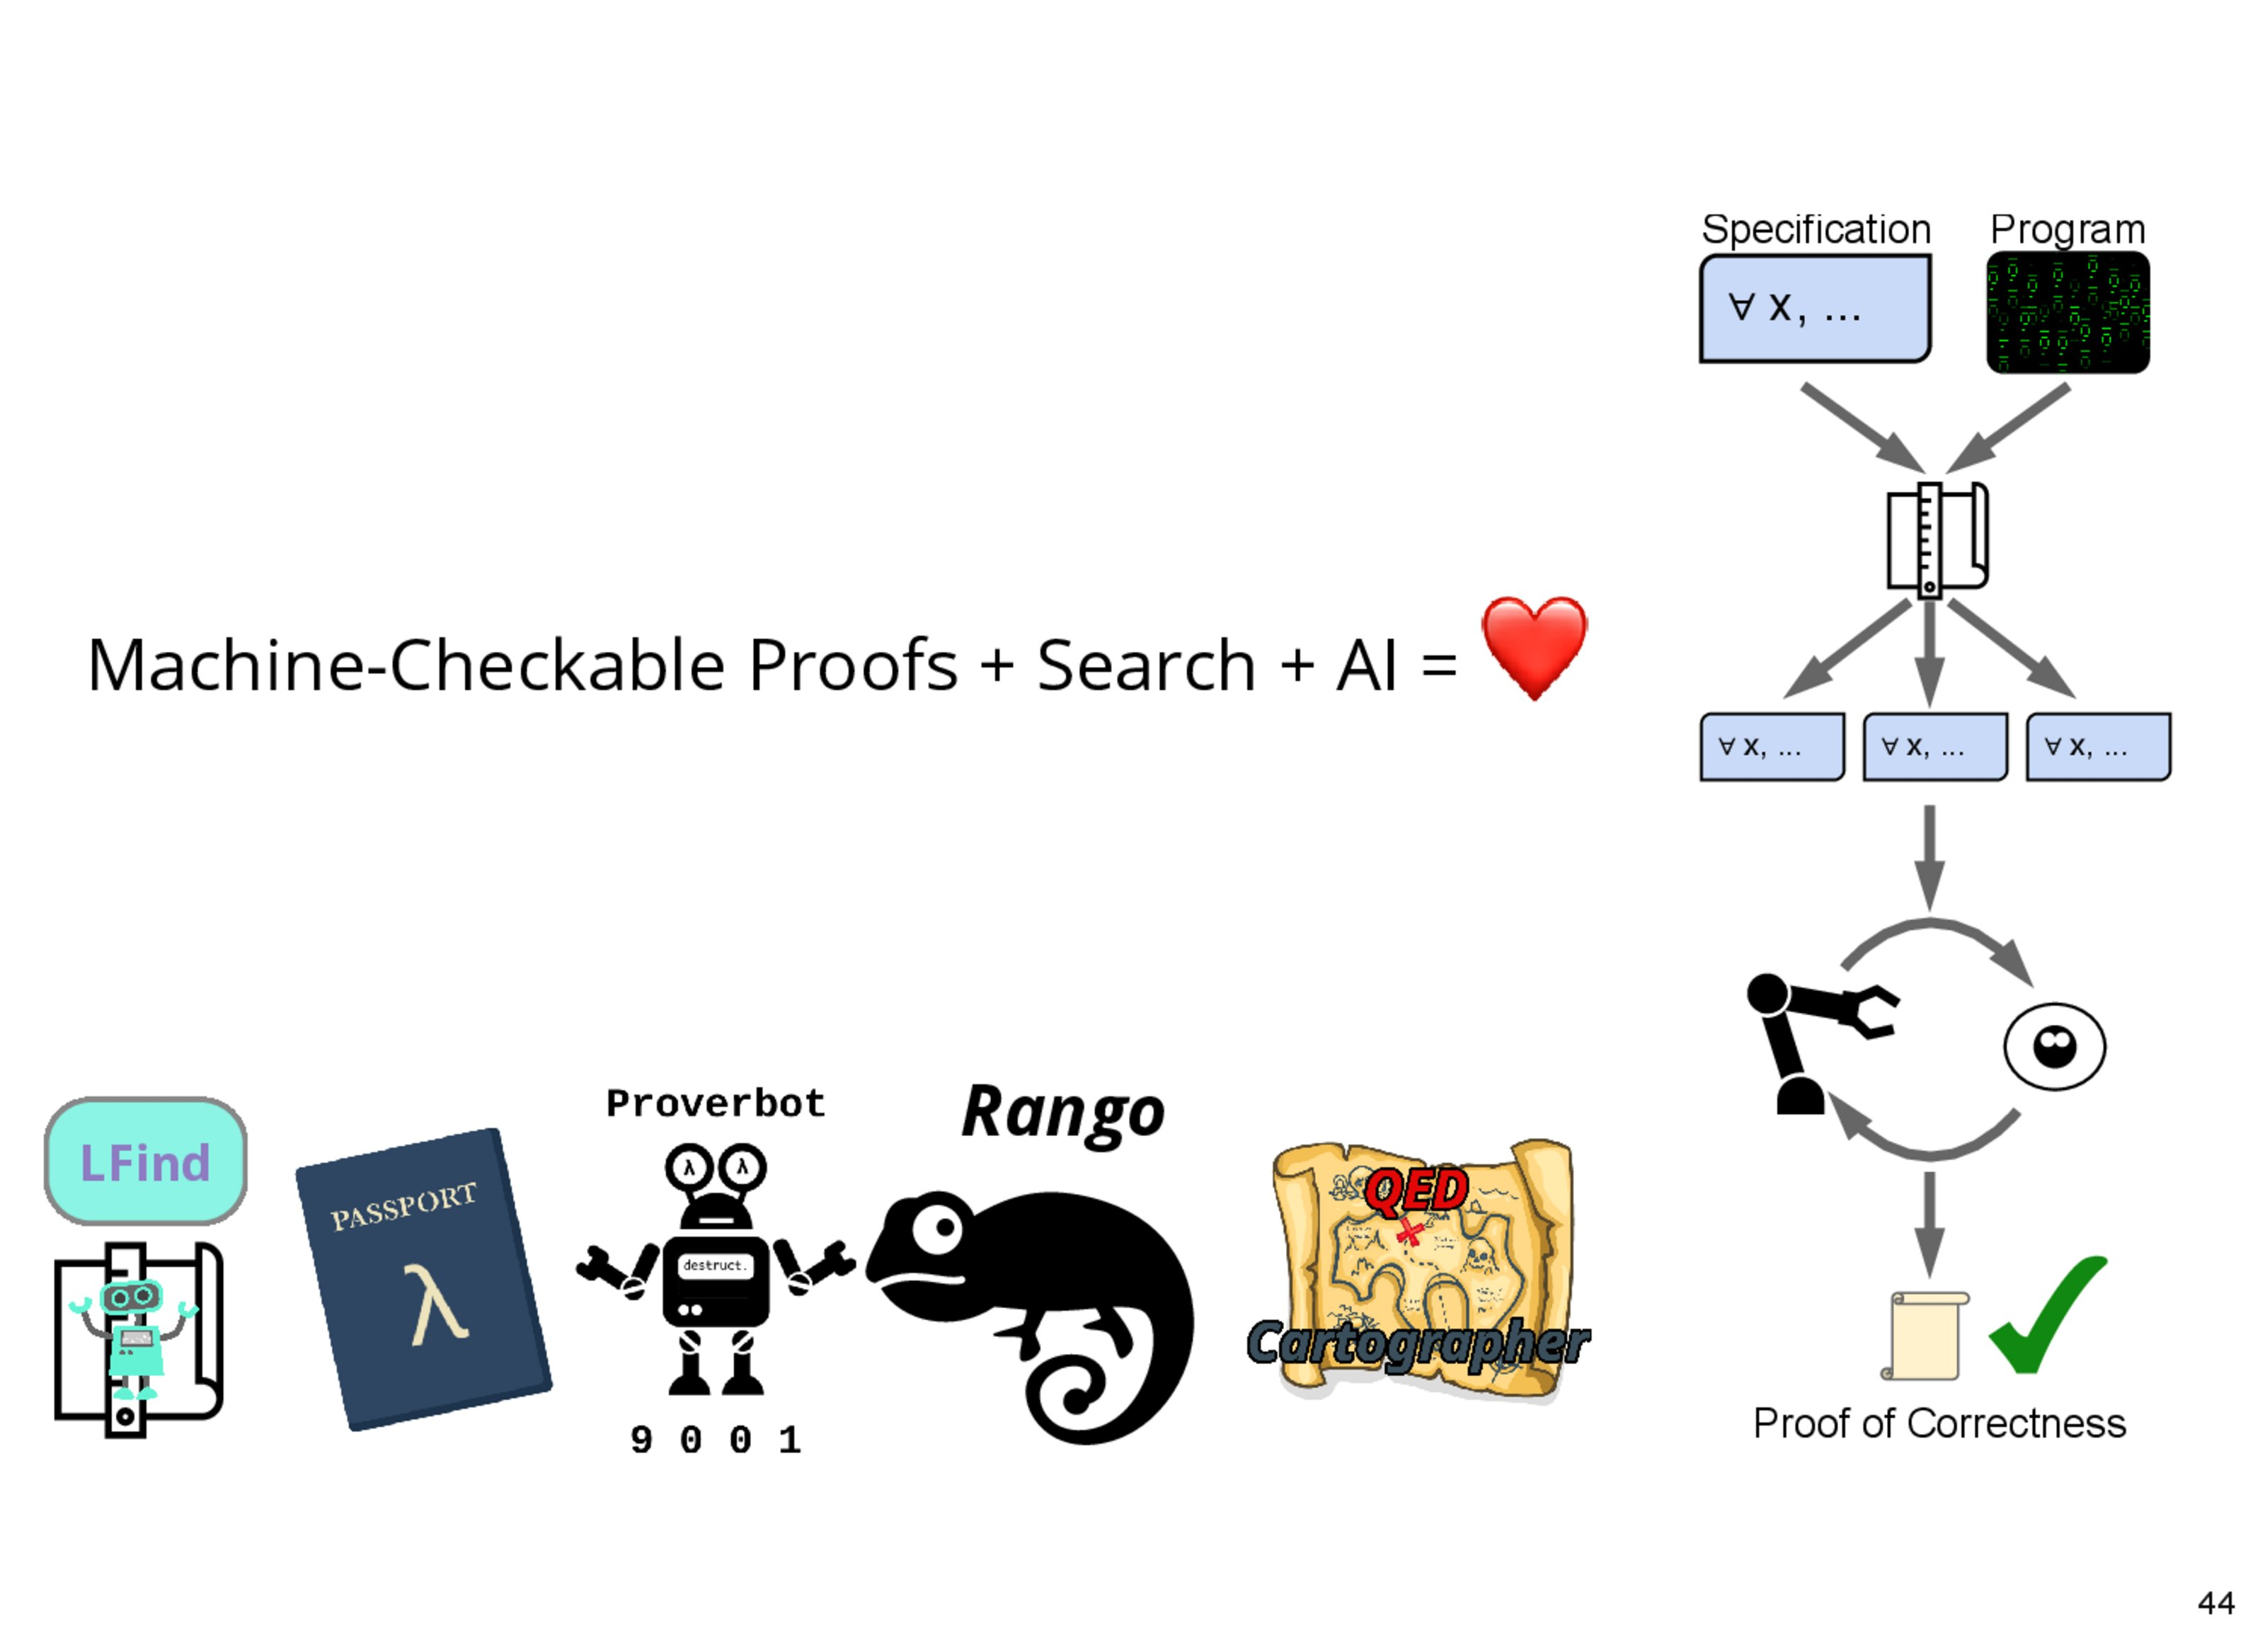 Specification Program
∀ x, ...
Machine-Checkable Proofs + Search + AI = ❤️
∀ x, ... ∀ x, ... ∀ x, ...
LFind
PASSPORT
λ
Proverbot
λ λ
destruct.
9 0 0 1
Rango
QED
Cartographer
Proof of Correctness
44